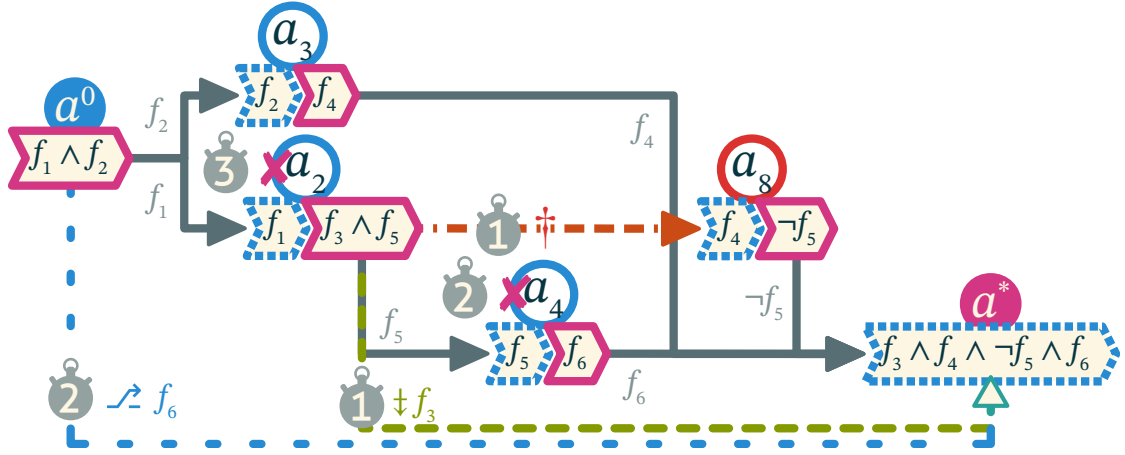 a₃
a⁰
f₂ f₄
f₂
f₁ ∧ f₂
f₄
3
a₂
a₈
f₁
f₁ f₃ ∧ f₅
1 †
f₄ ¬f₅
2
a₄
a*
¬f₅
f₅
f₅ f₆
f₃ ∧ f₄ ∧ ¬f₅ ∧ f₆
f₆
2 ⎇ f₆
1 ‡ f₃